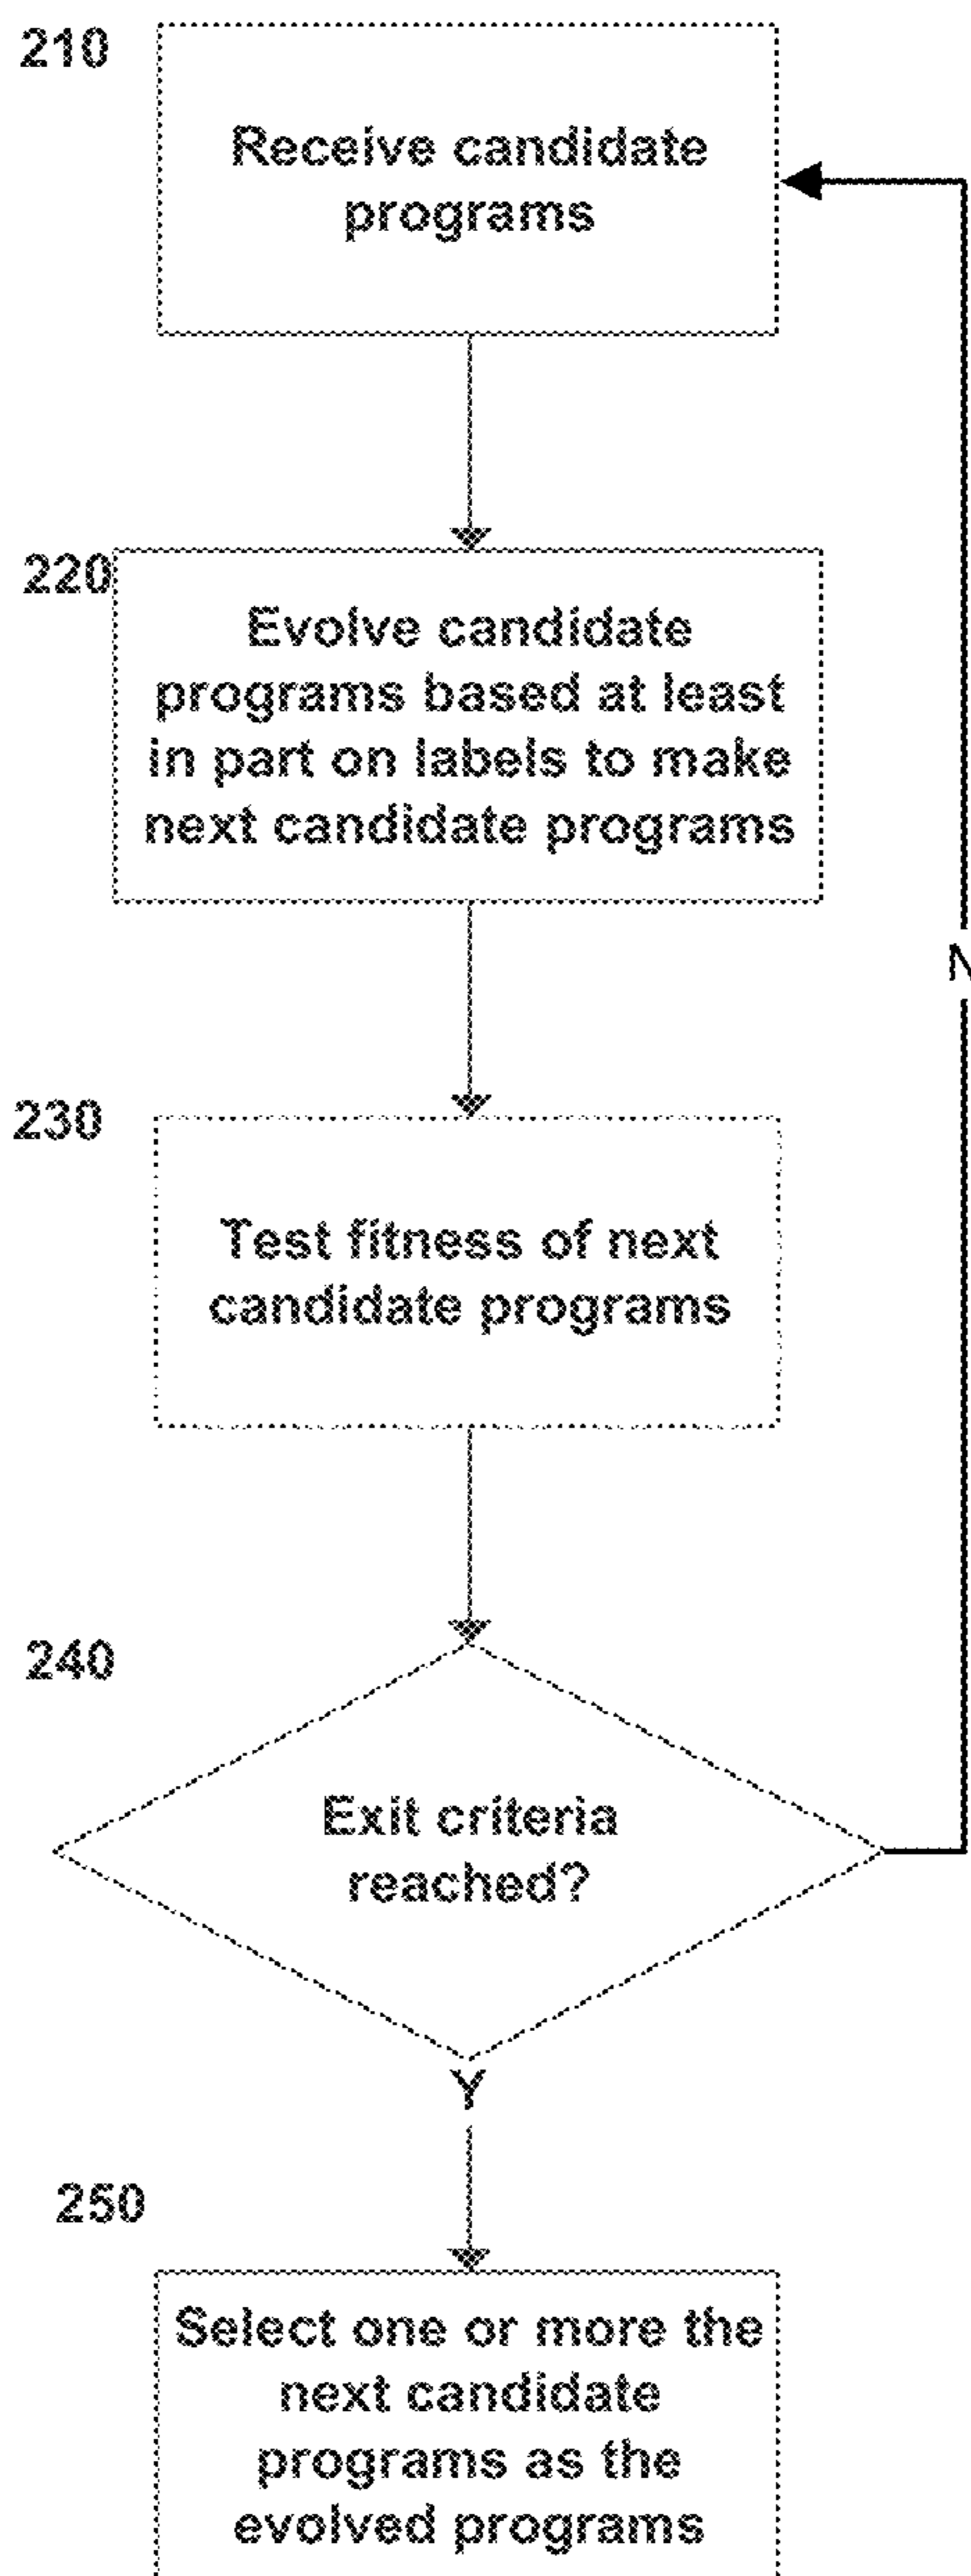 210
Receive candidate
programs
220
Evolve candidate
programs based at least
in part on labels to make
next candidate programs
N
230
Test fitness of next
candidate programs
240
Exit criteria
reached?
Y
250
Select one or more the
next candidate
programs as the
evolved programs